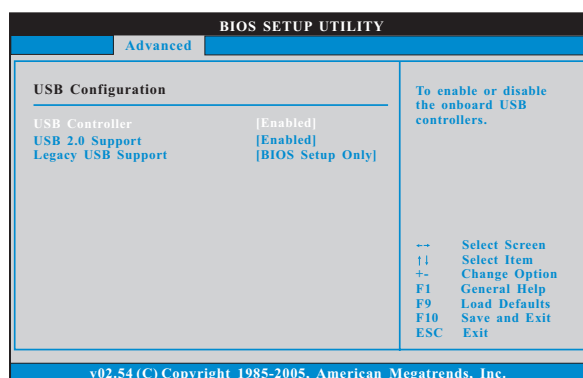 BIOS SETUP UTILITY
Advanced
USB Configuration
USB Controller [Enabled]
USB 2.0 Support [Enabled]
Legacy USB Support [BIOS Setup Only]
To enable or disable
the onboard USB
controllers.
←→ Select Screen
↑↓ Select Item
+- Change Option
F1 General Help
F9 Load Defaults
F10 Save and Exit
ESC Exit
v02.54 (C) Copyright 1985-2005, American Megatrends, Inc.